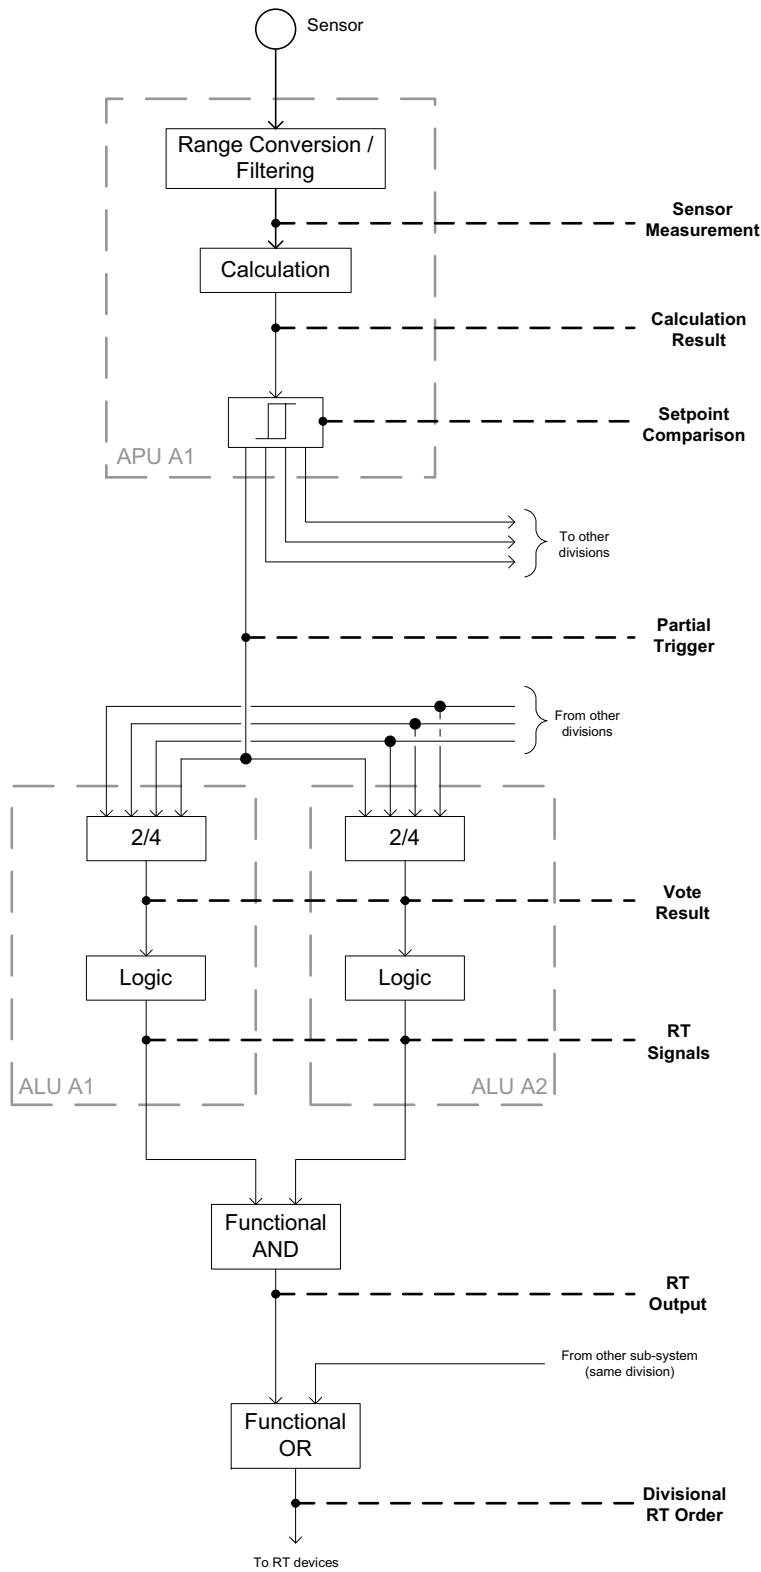 Sensor
Range Conversion /
Filtering
Sensor
Measurement
Calculation
Calculation
Result
Setpoint
Comparison
APU A1
To other
divisions
Partial
Trigger
From other
divisions
2/4
2/4
Vote
Result
Logic
Logic
RT
Signals
ALU A1
ALU A2
Functional
AND
RT
Output
From other sub-system
(same division)
Functional
OR
Divisional
RT Order
To RT devices